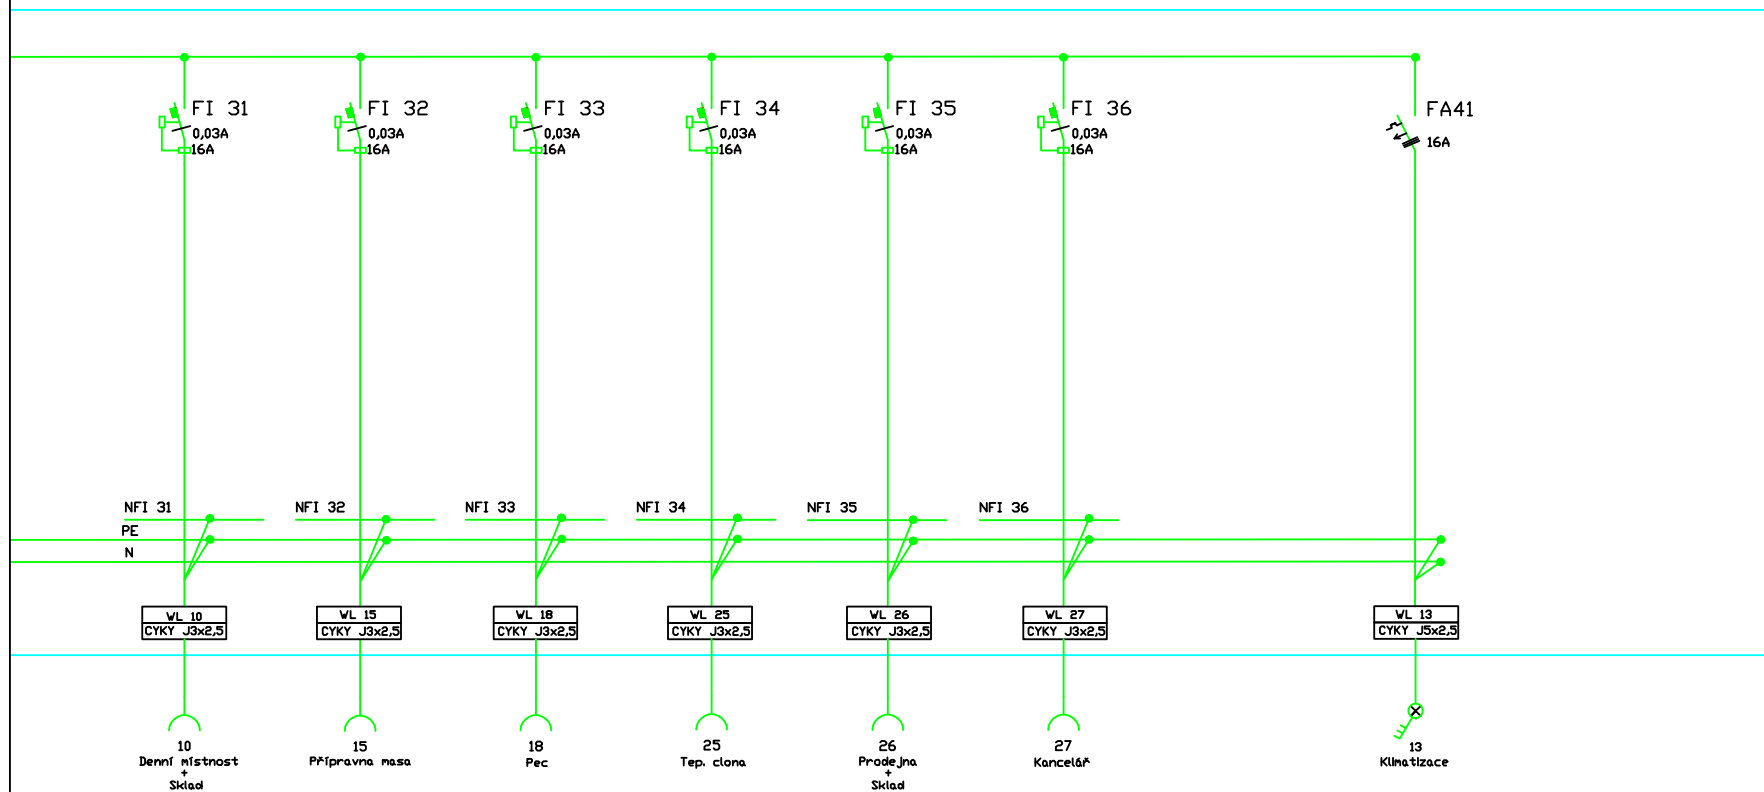 FI 31
0,03A
16A
FI 32
0,03A
16A
FI 33
0,03A
16A
FI 34
0,03A
16A
FI 35
0,03A
16A
FI 36
0,03A
16A
FA41
16A
NFI 31
NFI 32
NFI 33
NFI 34
NFI 35
NFI 36
PE
N
WL 10
CYKY J3x2,5
WL 15
CYKY J3x2,5
WL 18
CYKY J3x2,5
WL 25
CYKY J3x2,5
WL 26
CYKY J3x2,5
WL 27
CYKY J3x2,5
WL 13
CYKY J5x2,5
10
Denní místnost
+
Sklad
15
Přípravna masa
18
Pec
25
Tep. clona
26
Prodejna
+
Sklad
27
Kancelář
13
Klimatizace